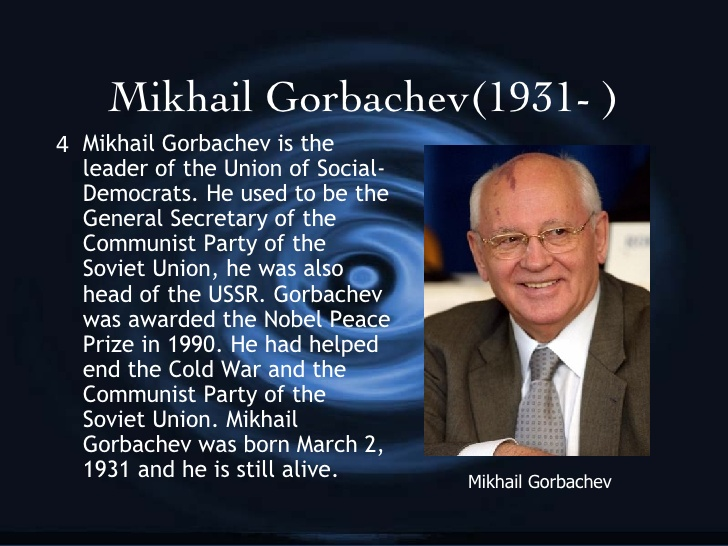 Mikhail Gorbachev(1931- )
4 Mikhail Gorbachev is the
leader of the Union of Social-
Democrats. He used to be the
General Secretary of the
Communist Party of the
Soviet Union, he was also
head of the USSR. Gorbachev
was awarded the Nobel Peace
Prize in 1990. He had helped
end the Cold War and the
Communist Party of the
Soviet Union. Mikhail
Gorbachev was born March 2,
1931 and he is still alive.
Mikhail Gorbachev